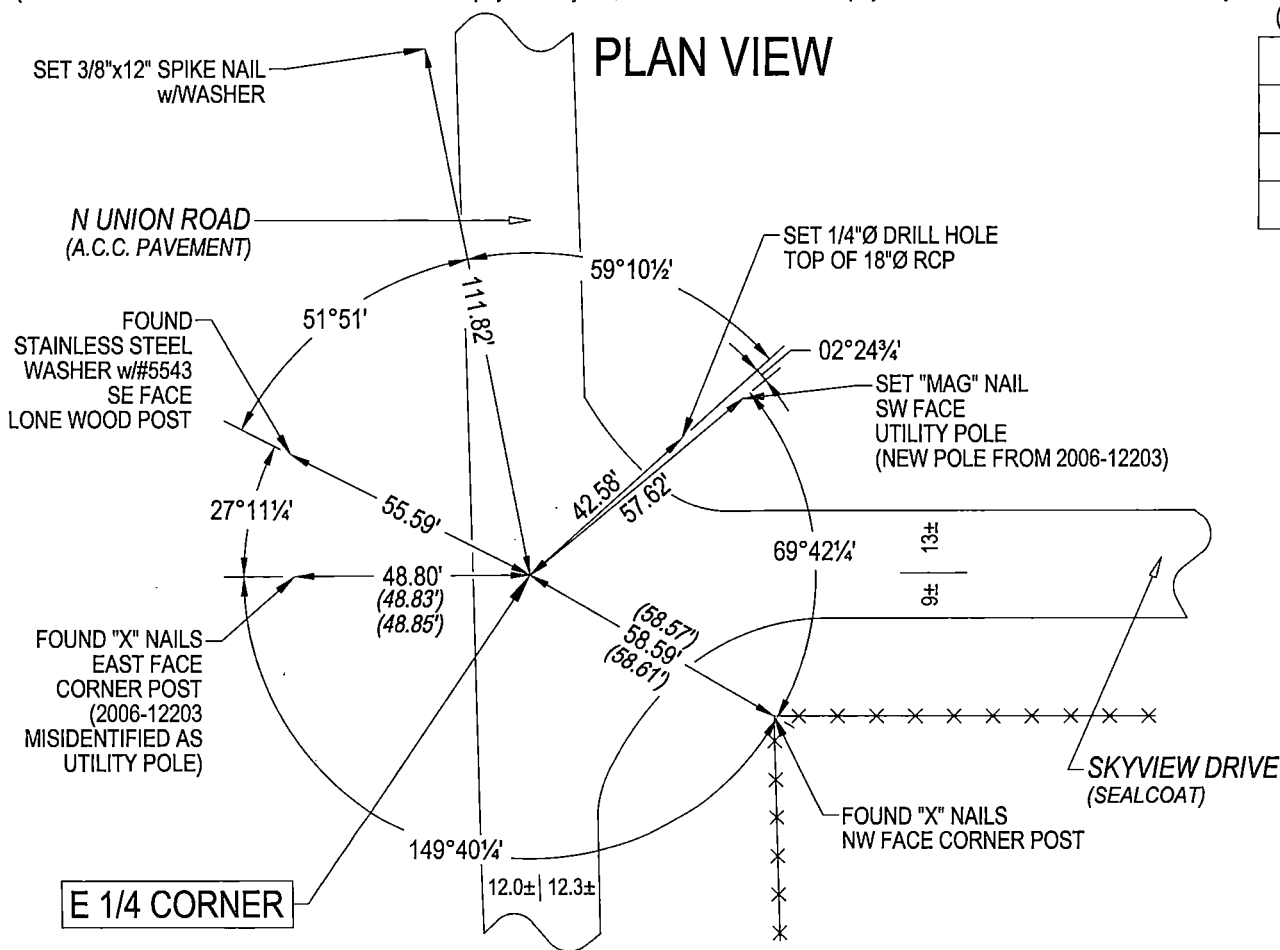 PLAN VIEW
SET 3/8"x12" SPIKE NAIL
w/WASHER
N UNION ROAD
(A.C.C. PAVEMENT)
SET 1/4"Ø DRILL HOLE
TOP OF 18"Ø RCP
59°10½'
111.82'
51°51'
FOUND
STAINLESS STEEL
WASHER w/#5543
SE FACE
LONE WOOD POST
02°24¾'
SET "MAG" NAIL
SW FACE
UTILITY POLE
(NEW POLE FROM 2006-12203)
42.58'
57.62'
27°11¼'
55.59'
69°42¼'
13±
9±
48.80'
(48.83')
(48.85')
(58.57')
58.59'
(58.61')
FOUND "X" NAILS
EAST FACE
CORNER POST
(2006-12203
MISIDENTIFIED AS
UTILITY POLE)
SKYVIEW DRIVE
(SEALCOAT)
FOUND "X" NAILS
NW FACE CORNER POST
149°40¼'
12.0± 12.3±
E 1/4 CORNER